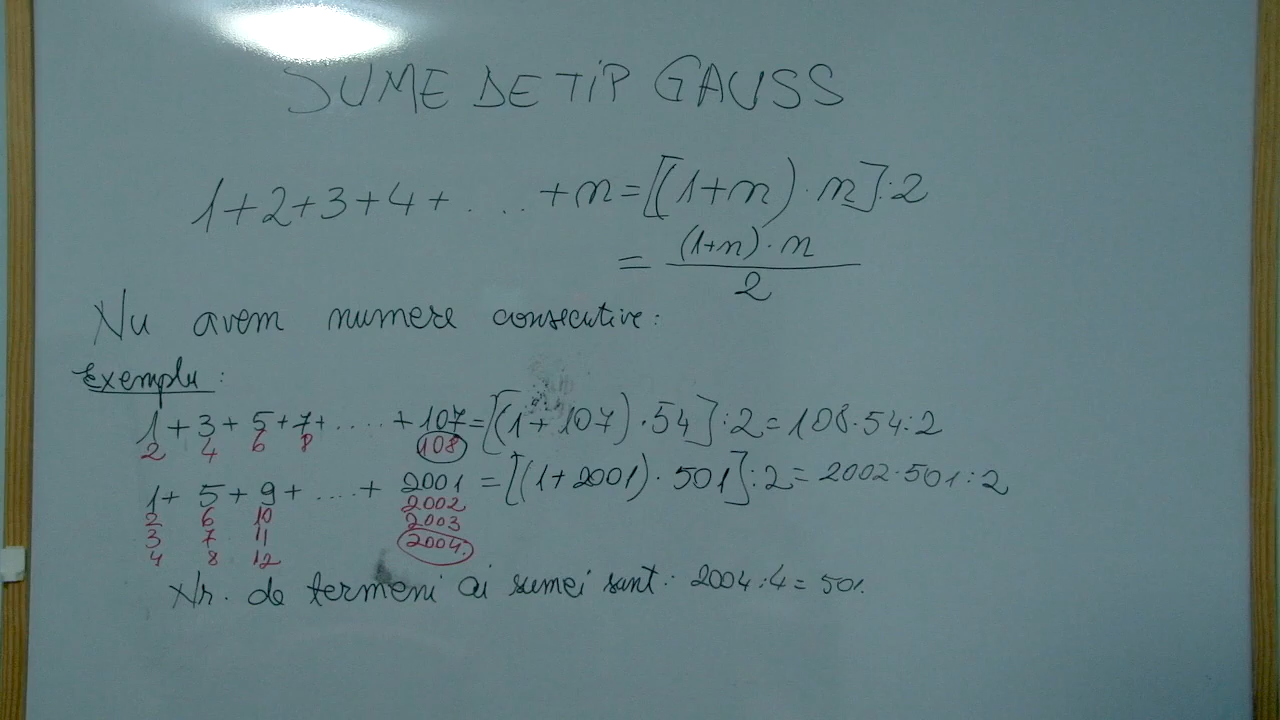 SUME DE TIP GAUSS
1+2+3+4+ . . . . +n=[(1+n)·n]:2
= (1+n)·n / 2
Nu avem numere consecutive:
Exemplu:
1+3+5+7+ . . . . +107=[(1+107)·54]:2=108·54:2
2 4 6 8 108
1+ 5+9+ . . . . + 2001 =[(1+2001)·501]:2=2002·501:2
2 6 10 2002
3 7 11 2003
4 8 12 2004.
Nr. de termeni ai sumei sunt: 2004:4=501.